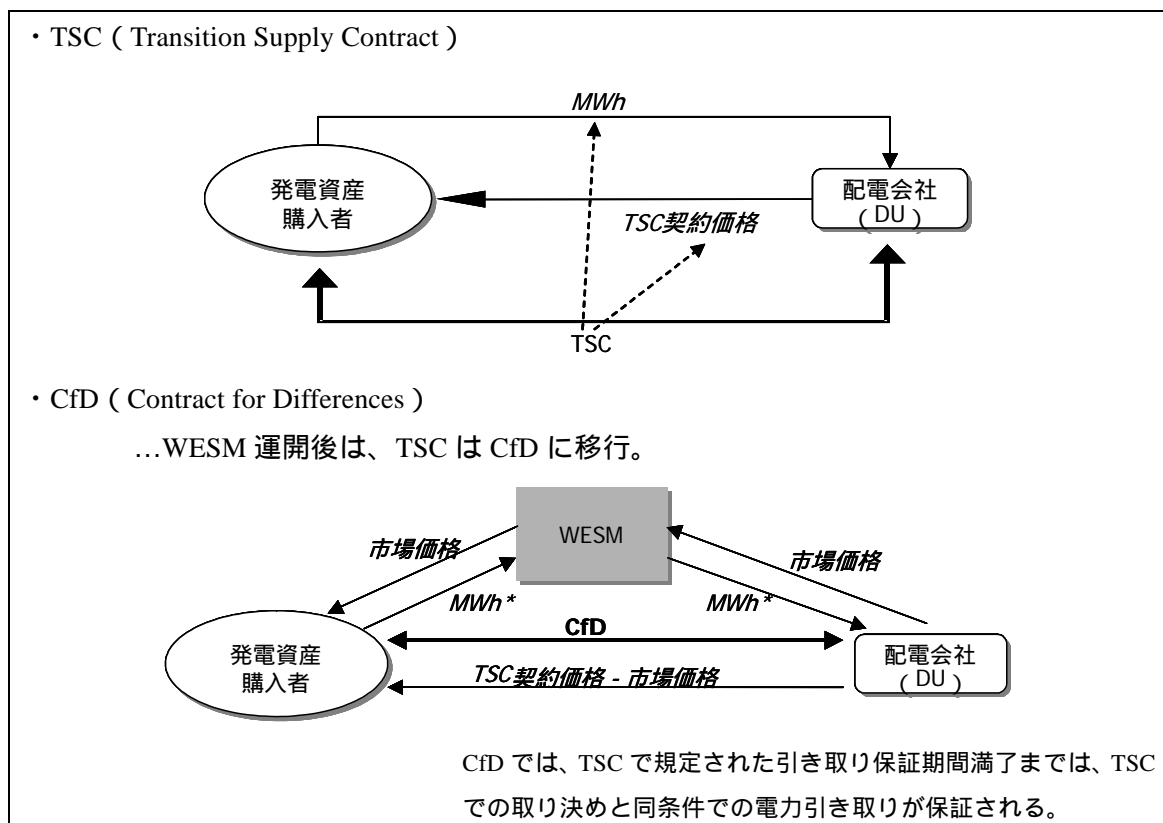 ・TSC ( Transition Supply Contract )
MWh
発電資産
購入者
配電会社
( DU )
TSC契約価格
TSC
・CfD ( Contract for Differences )
…WESM 運開後は、TSC は CfD に移行。
WESM
市場価格
市場価格
MWh*
MWh*
CfD
発電資産
購入者
配電会社
( DU )
TSC契約価格 - 市場価格
CfD では、TSC で規定された引き取り保証期間満了までは、TSC
での取り決めと同条件での電力引き取りが保証される。